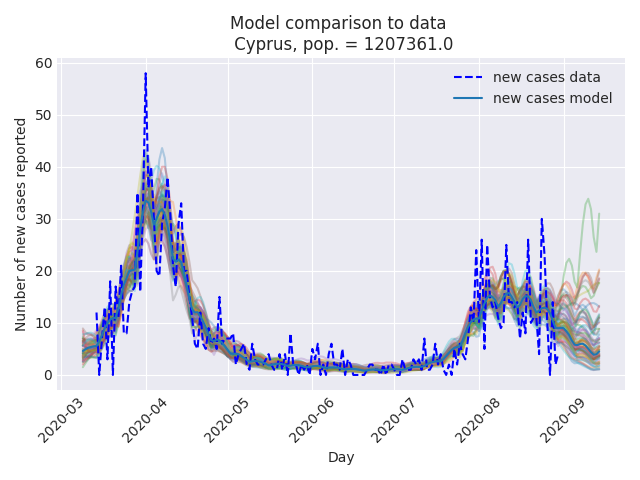 Model comparison to data
Cyprus, pop. = 1207361.0
new cases data
new cases model
Number of new cases reported
60
50
40
30
20
10
0
2020-03
2020-04
2020-05
2020-06
2020-07
2020-08
2020-09
Day